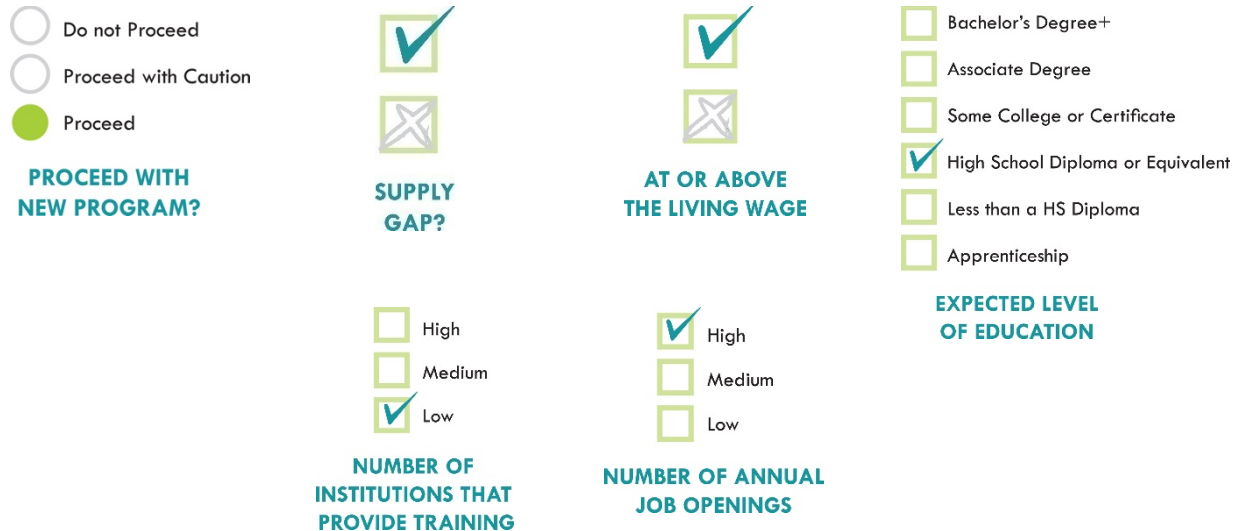 Do not Proceed
Proceed with Caution
Proceed
PROCEED WITH
NEW PROGRAM?
SUPPLY
GAP?
AT OR ABOVE
THE LIVING WAGE
Bachelor's Degree+
Associate Degree
Some College or Certificate
High School Diploma or Equivalent
Less than a HS Diploma
Apprenticeship
EXPECTED LEVEL
OF EDUCATION
High
Medium
Low
NUMBER OF
INSTITUTIONS THAT
PROVIDE TRAINING
High
Medium
Low
NUMBER OF ANNUAL
JOB OPENINGS